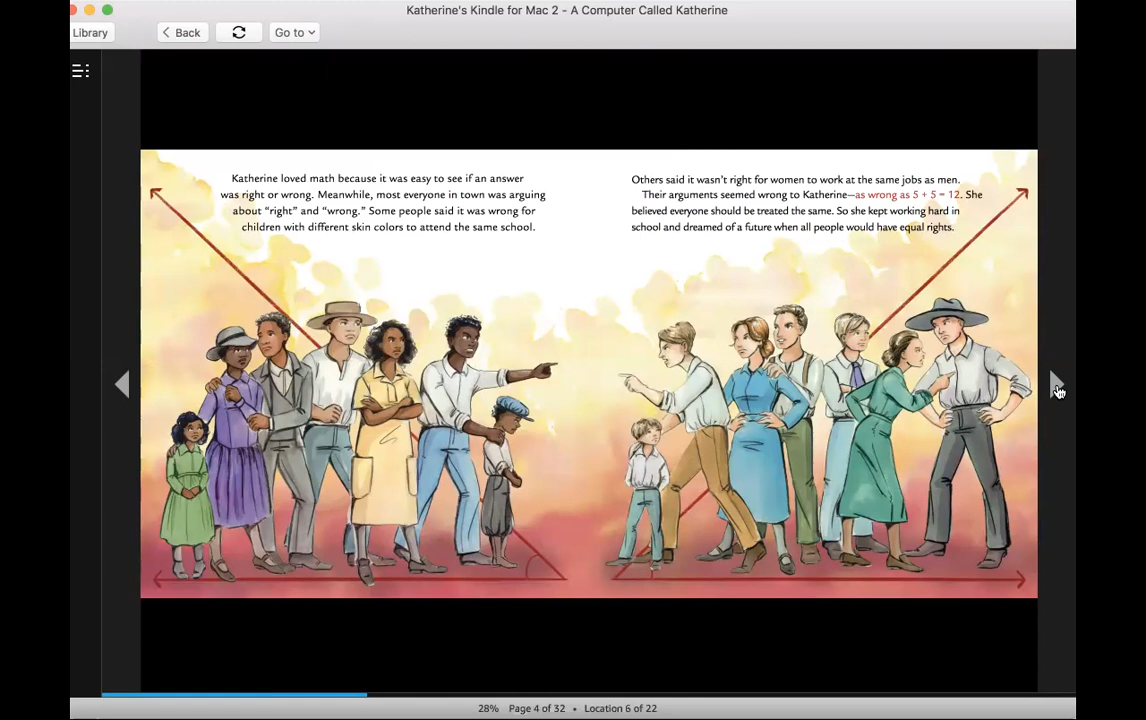 Katherine's Kindle for Mac 2 - A Computer Called Katherine
Library
Back
Go to
Katherine loved math because it was easy to see if an answer
was right or wrong. Meanwhile, most everyone in town was arguing
about “right” and “wrong.” Some people said it was wrong for
children with different skin colors to attend the same school.
Others said it wasn’t right for women to work at the same jobs as men.
Their arguments seemed wrong to Katherine—as wrong as 5 + 5 = 12. She
believed everyone should be treated the same. So she kept working hard in
school and dreamed of a future when all people would have equal rights.
28% Page 4 of 32 • Location 6 of 22